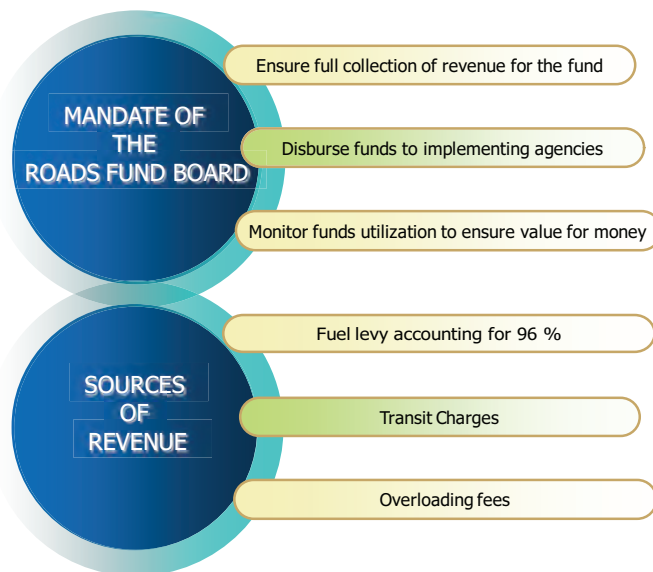 MANDATE OF
THE
ROADS FUND BOARD
Ensure full collection of revenue for the fund
Disburse funds to implementing agencies
Monitor funds utilization to ensure value for money
SOURCES
OF
REVENUE
Fuel levy accounting for 96 %
Transit Charges
Overloading fees